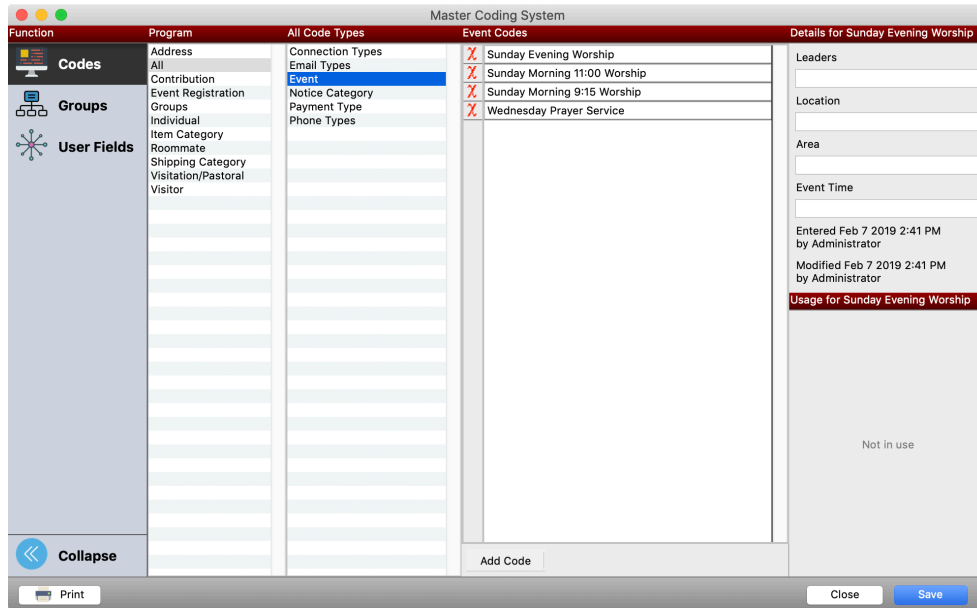 Master Coding System
Function
Program
All Code Types
Event Codes
Details for Sunday Evening Worship
Codes
Groups
User Fields
Collapse
Address
All
Contribution
Event Registration
Groups
Individual
Item Category
Roommate
Shipping Category
Visitation/Pastoral
Visitor
Connection Types
Email Types
Event
Notice Category
Payment Type
Phone Types
Sunday Evening Worship
Sunday Morning 11:00 Worship
Sunday Morning 9:15 Worship
Wednesday Prayer Service
Add Code
Leaders
Location
Area
Event Time
Entered Feb 7 2019 2:41 PM
by Administrator
Modified Feb 7 2019 2:41 PM
by Administrator
Usage for Sunday Evening Worship
Not in use
Print
Close
Save